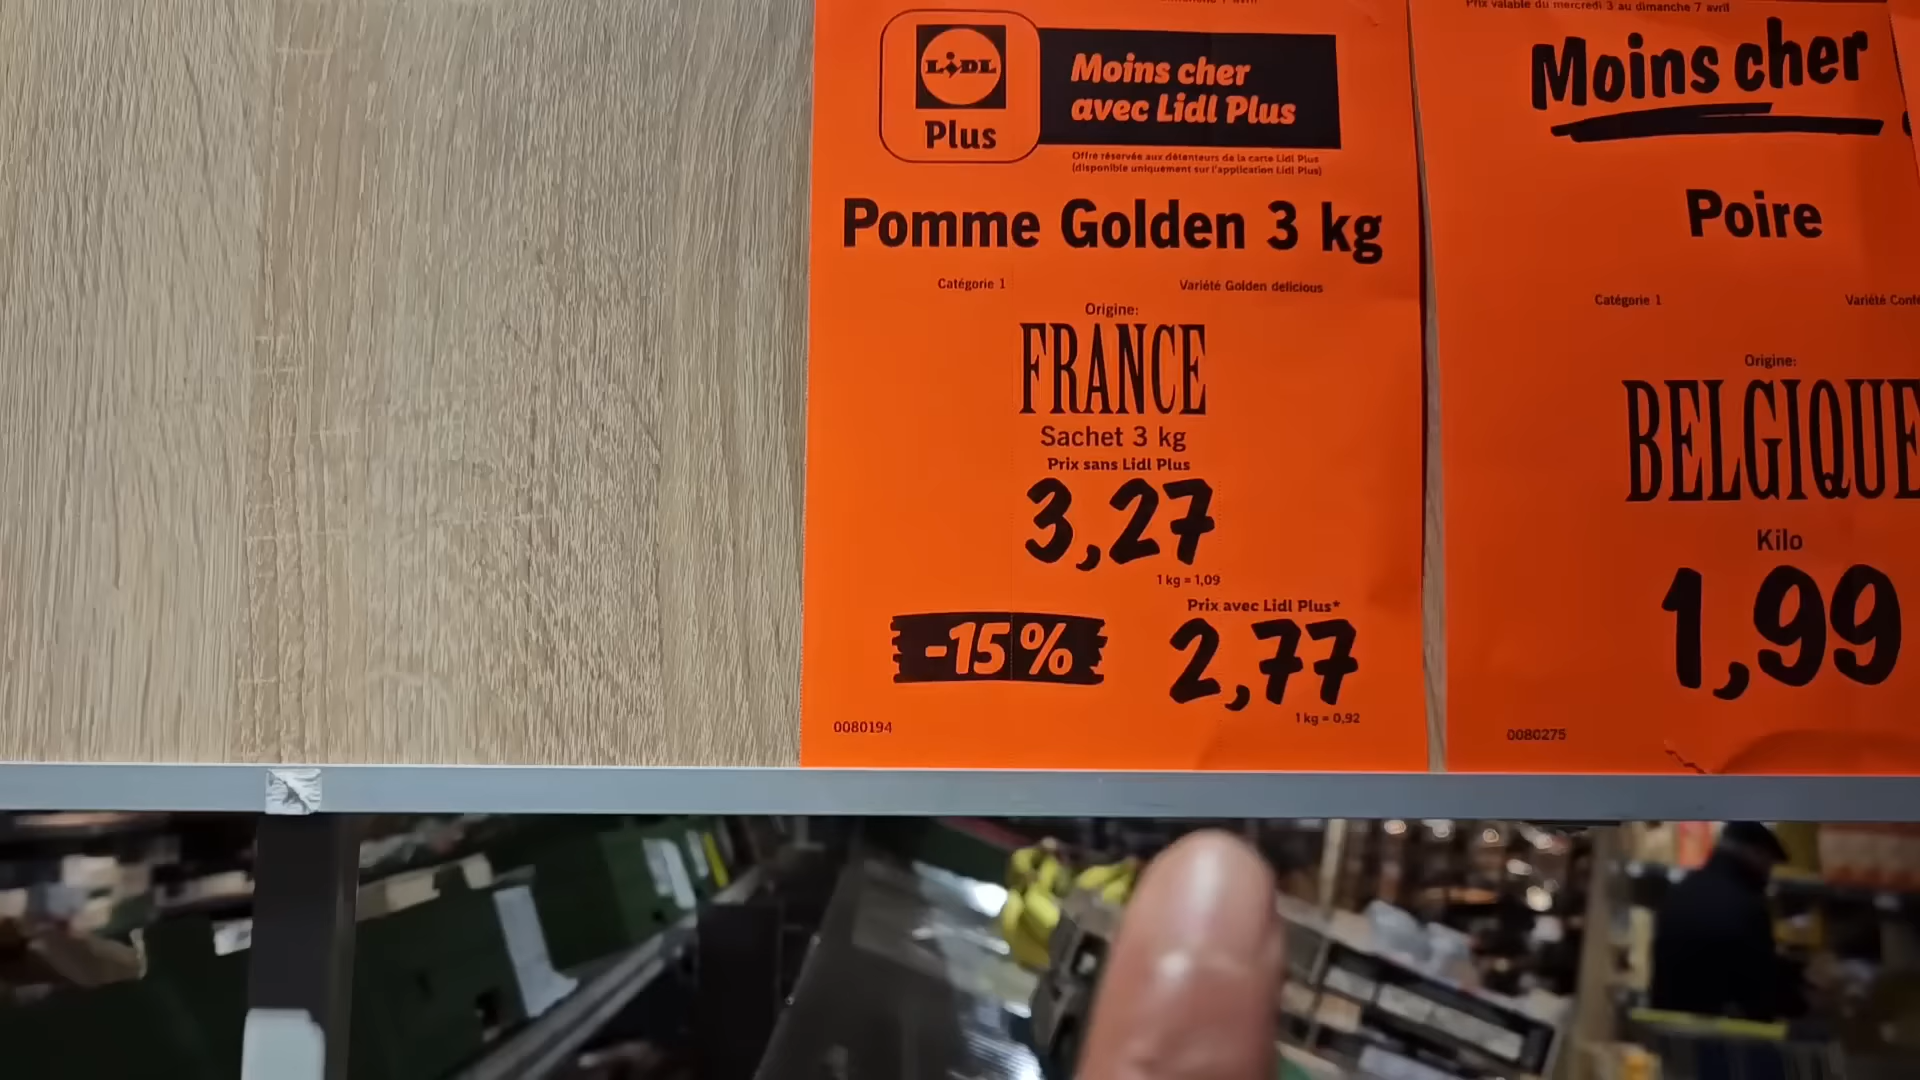 LIDL
Plus
Moins cher
avec Lidl Plus
Offre réservée aux détenteurs de la carte Lidl Plus
(disponible uniquement sur l'application Lidl Plus)
Pomme Golden 3 kg
Catégorie 1
Variété Golden delicious
Origine:
FRANCE
Sachet 3 kg
Prix sans Lidl Plus
3,27
1 kg = 1,09
-15%
Prix avec Lidl Plus*
2,77
1 kg = 0,92
0080194
Prix valable du mercredi 3 au dimanche 7 avril
Moins cher
Poire
Catégorie 1
Variété
Origine:
BELGIQUE
Kilo
1,99
0080275